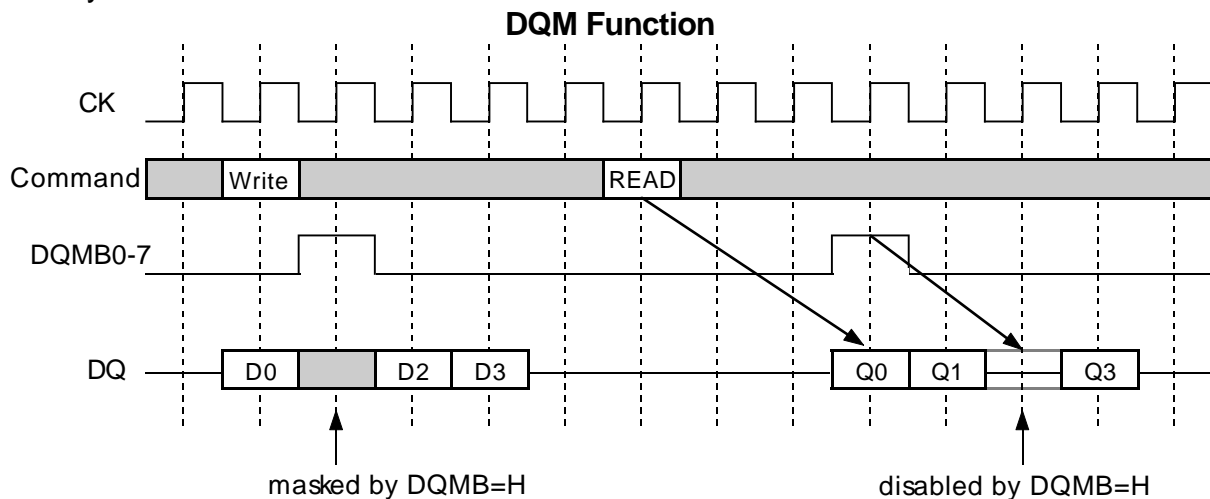 DQM Function
CK
Command Write READ
DQMB0-7
DQ D0 D2 D3 Q0 Q1 Q3
masked by DQMB=H disabled by DQMB=H